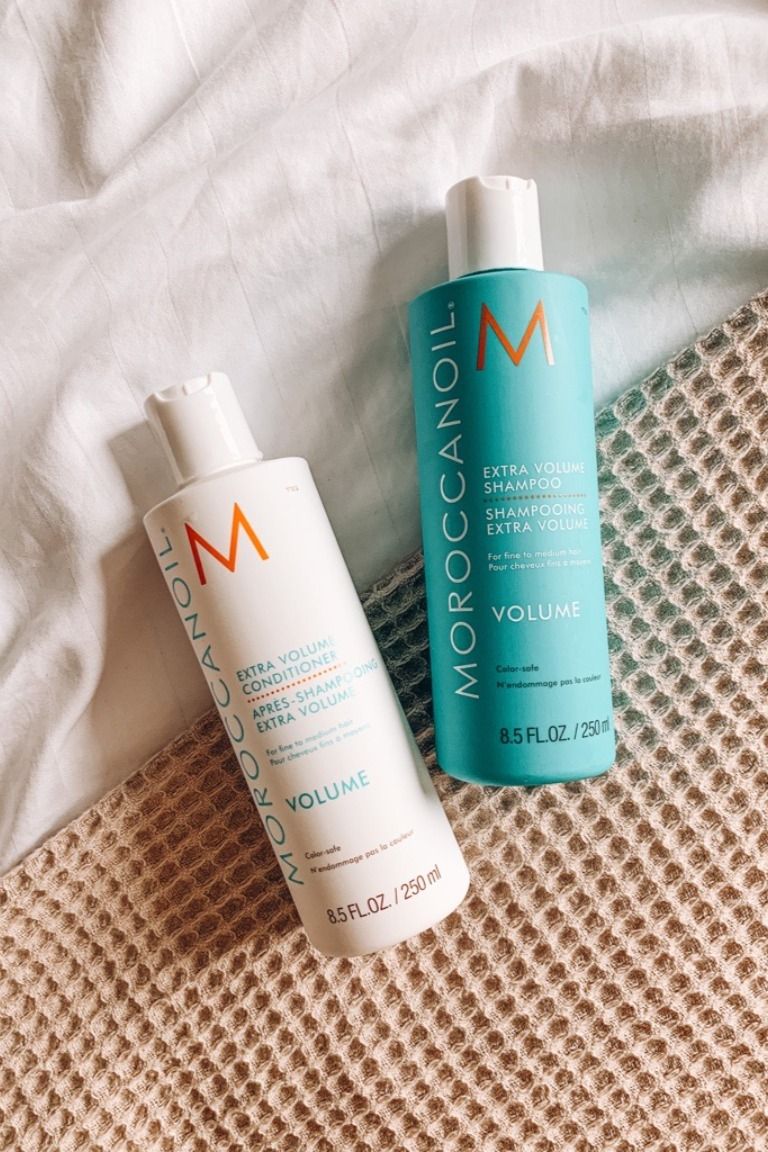 M
MOROCCANOIL®
EXTRA VOLUME
CONDITIONER
APRÈS-SHAMPOOING
EXTRA VOLUME
For fine to medium hair
Pour cheveux fins à moyens
VOLUME
Color-safe
N'endommage pas la couleur
8.5 FL.OZ. / 250 ml
M
MOROCCANOIL®
EXTRA VOLUME
SHAMPOO
SHAMPOOING
EXTRA VOLUME
For fine to medium hair
Pour cheveux fins à moyens
VOLUME
Color-safe
N'endommage pas la couleur
8.5 FL.OZ. / 250 ml